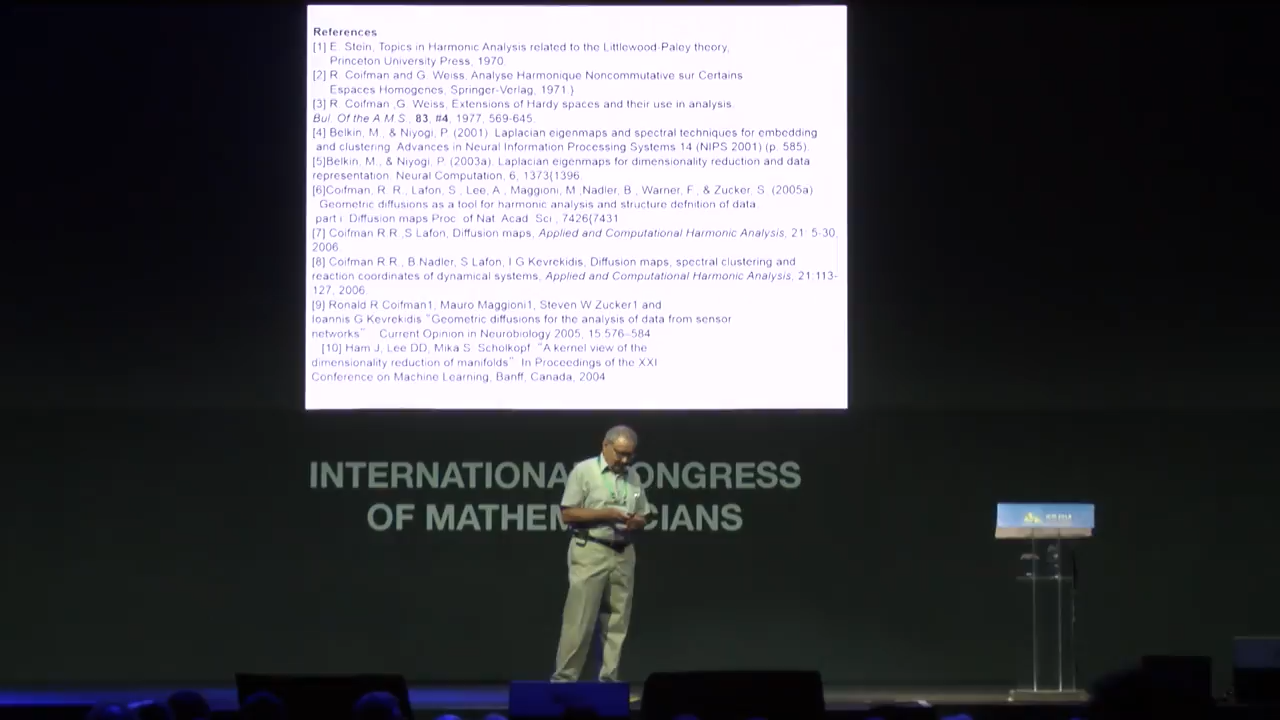 References
[1] E. Stein, Topics in Harmonic Analysis related to the Littlewood-Paley theory,
Princeton University Press, 1970.
[2] R. Coifman and G. Weiss, Analyse Harmonique Noncommutative sur Certains
Espaces Homogenes, Springer-Verlag, 1971.}
[3] R. Coifman ,G. Weiss, Extensions of Hardy spaces and their use in analysis.
Bul. Of the A.M.S., 83, #4, 1977, 569-645.
[4] Belkin, M., & Niyogi, P. (2001). Laplacian eigenmaps and spectral techniques for embedding
and clustering. Advances in Neural Information Processing Systems 14 (NIPS 2001) (p. 585).
[5]Belkin, M., & Niyogi, P. (2003a). Laplacian eigenmaps for dimensionality reduction and data
representation. Neural Computation, 6, 1373{1396.
[6]Coifman, R. R., Lafon, S., Lee, A., Maggioni, M.,Nadler, B., Warner, F., & Zucker, S. (2005a).
Geometric diffusions as a tool for harmonic analysis and structure defnition of data.
part i. Diffusion maps.Proc. of Nat. Acad. Sci., 7426{7431.
[7] Coifman R.R.,S Lafon, Diffusion maps, Applied and Computational Harmonic Analysis, 21: 5-30,
2006.
[8] Coifman R.R., B.Nadler, S Lafon, I G Kevrekidis, Diffusion maps, spectral clustering and
reaction coordinates of dynamical systems, Applied and Computational Harmonic Analysis, 21:113-
127, 2006.
[9] Ronald R Coifman1, Mauro Maggioni1, Steven W Zucker1 and
Ioannis G Kevrekidis “Geometric diffusions for the analysis of data from sensor
networks” Current Opinion in Neurobiology 2005, 15:576–584
[10] Ham J, Lee DD, Mika S: Scholkopf: “A kernel view of the
dimensionality reduction of manifolds” In Proceedings of the XXI
Conference on Machine Learning, Banff, Canada, 2004
INTERNATIONA ONGRESS
OF MATHEM CIANS